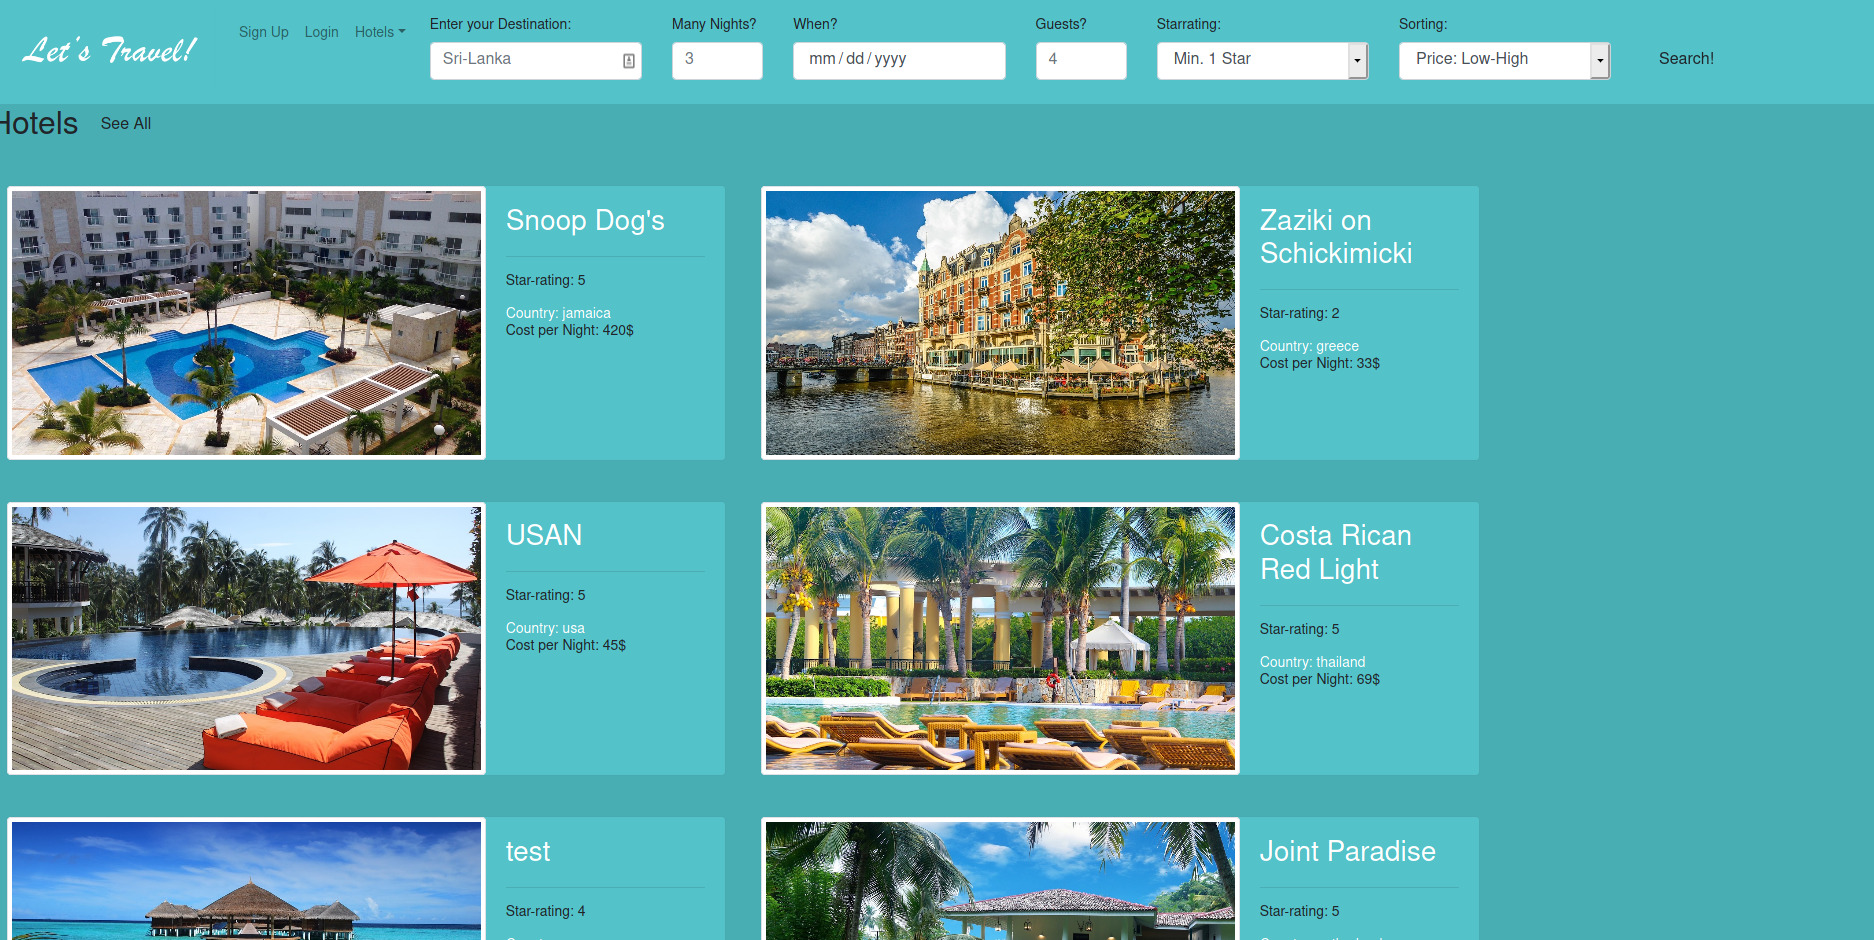 Let's Travel!
Sign Up
Login
Hotels
Enter your Destination:
Sri-Lanka
Many Nights?
3
When?
mm / dd / yyyy
Guests?
4
Starrating:
Min. 1 Star
Sorting:
Price: Low-High
Search!
Hotels
See All
Snoop Dog's
Star-rating: 5
Country: jamaica
Cost per Night: 420$
Zaziki on
Schickimicki
Star-rating: 2
Country: greece
Cost per Night: 33$
USAN
Star-rating: 5
Country: usa
Cost per Night: 45$
Costa Rican
Red Light
Star-rating: 5
Country: thailand
Cost per Night: 69$
test
Star-rating: 4
Joint Paradise
Star-rating: 5